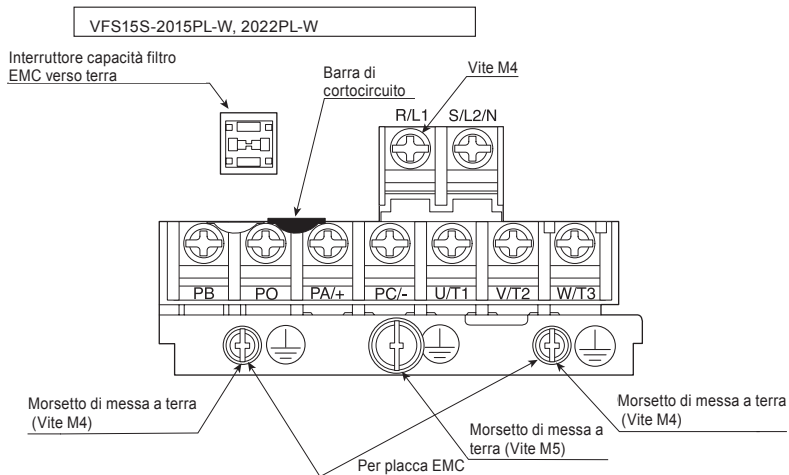 VFS15S-2015PL-W, 2022PL-W
Interruttore capacità filtro
EMC verso terra
Barra di
cortocircuito
Vite M4
R/L1 S/L2/N
PB PO PA/+ PC/- U/T1 V/T2 W/T3
Morsetto di messa a terra
(Vite M4)
Morsetto di messa a
terra (Vite M5)
Morsetto di messa a terra
(Vite M4)
Per placca EMC